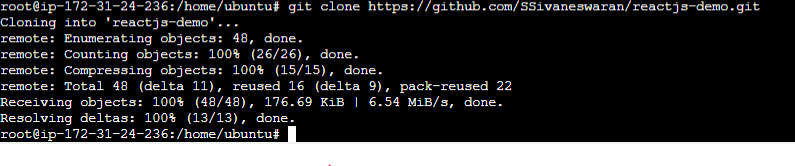 root@ip-172-31-24-236:/home/ubuntu# git clone https://github.com/SSivaneswaran/reactjs-demo.git
Cloning into 'reactjs-demo'...
remote: Enumerating objects: 48, done.
remote: Counting objects: 100% (26/26), done.
remote: Compressing objects: 100% (15/15), done.
remote: Total 48 (delta 11), reused 16 (delta 9), pack-reused 22
Receiving objects: 100% (48/48), 176.69 KiB | 6.54 MiB/s, done.
Resolving deltas: 100% (13/13), done.
root@ip-172-31-24-236:/home/ubuntu#